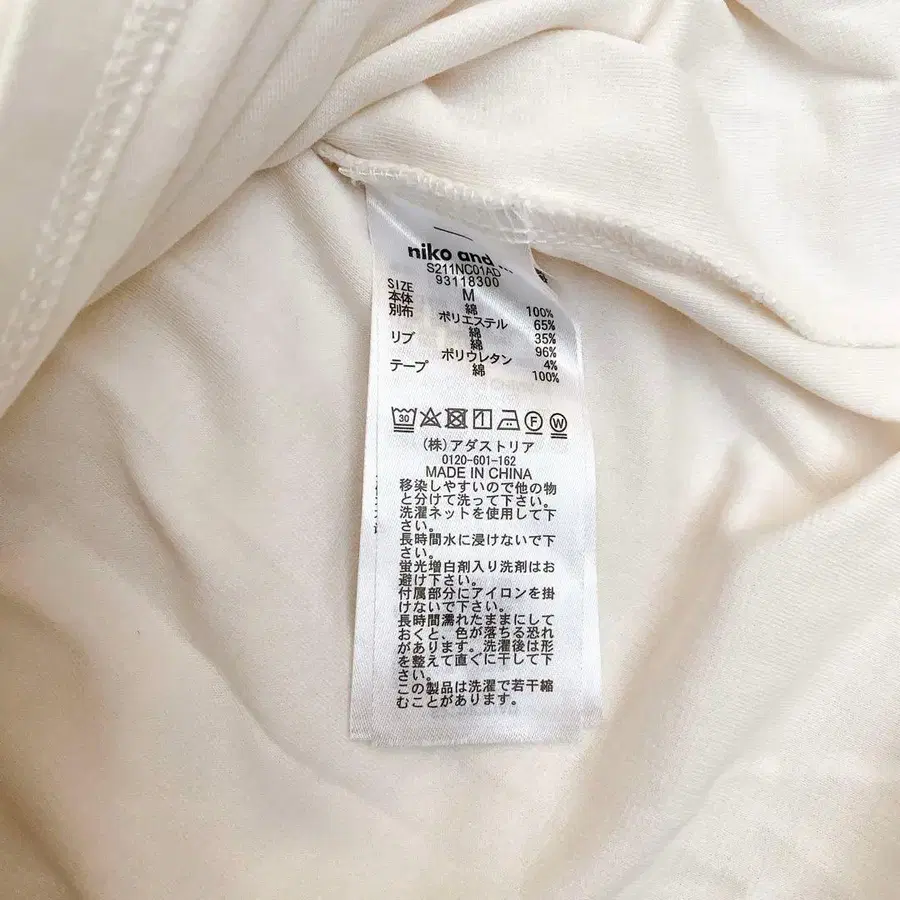 niko and ...
S211NC01AD
93118300
SIZE M
本体 綿 100%
別布 ポリエステル 65%
綿 35%
リブ 綿 96%
ポリウレタン 4%
テープ 綿 100%
30 F W
(株) アダストリア
0120-601-162
MADE IN CHINA
移染しやすいので他の物
と分けて洗って下さい。
洗濯ネットを使用して下
さい。
長時間水に浸けないで下
さい。
蛍光増白剤入り洗剤はお
避け下さい。
付属部分にアイロンを掛
けないで下さい。
長時間濡れたままにして
おくと、色が落ちる恐れ
があります。洗濯後は形
を整えて直ぐに干して下
さい。
この製品は洗濯で若干縮
むことがあります。